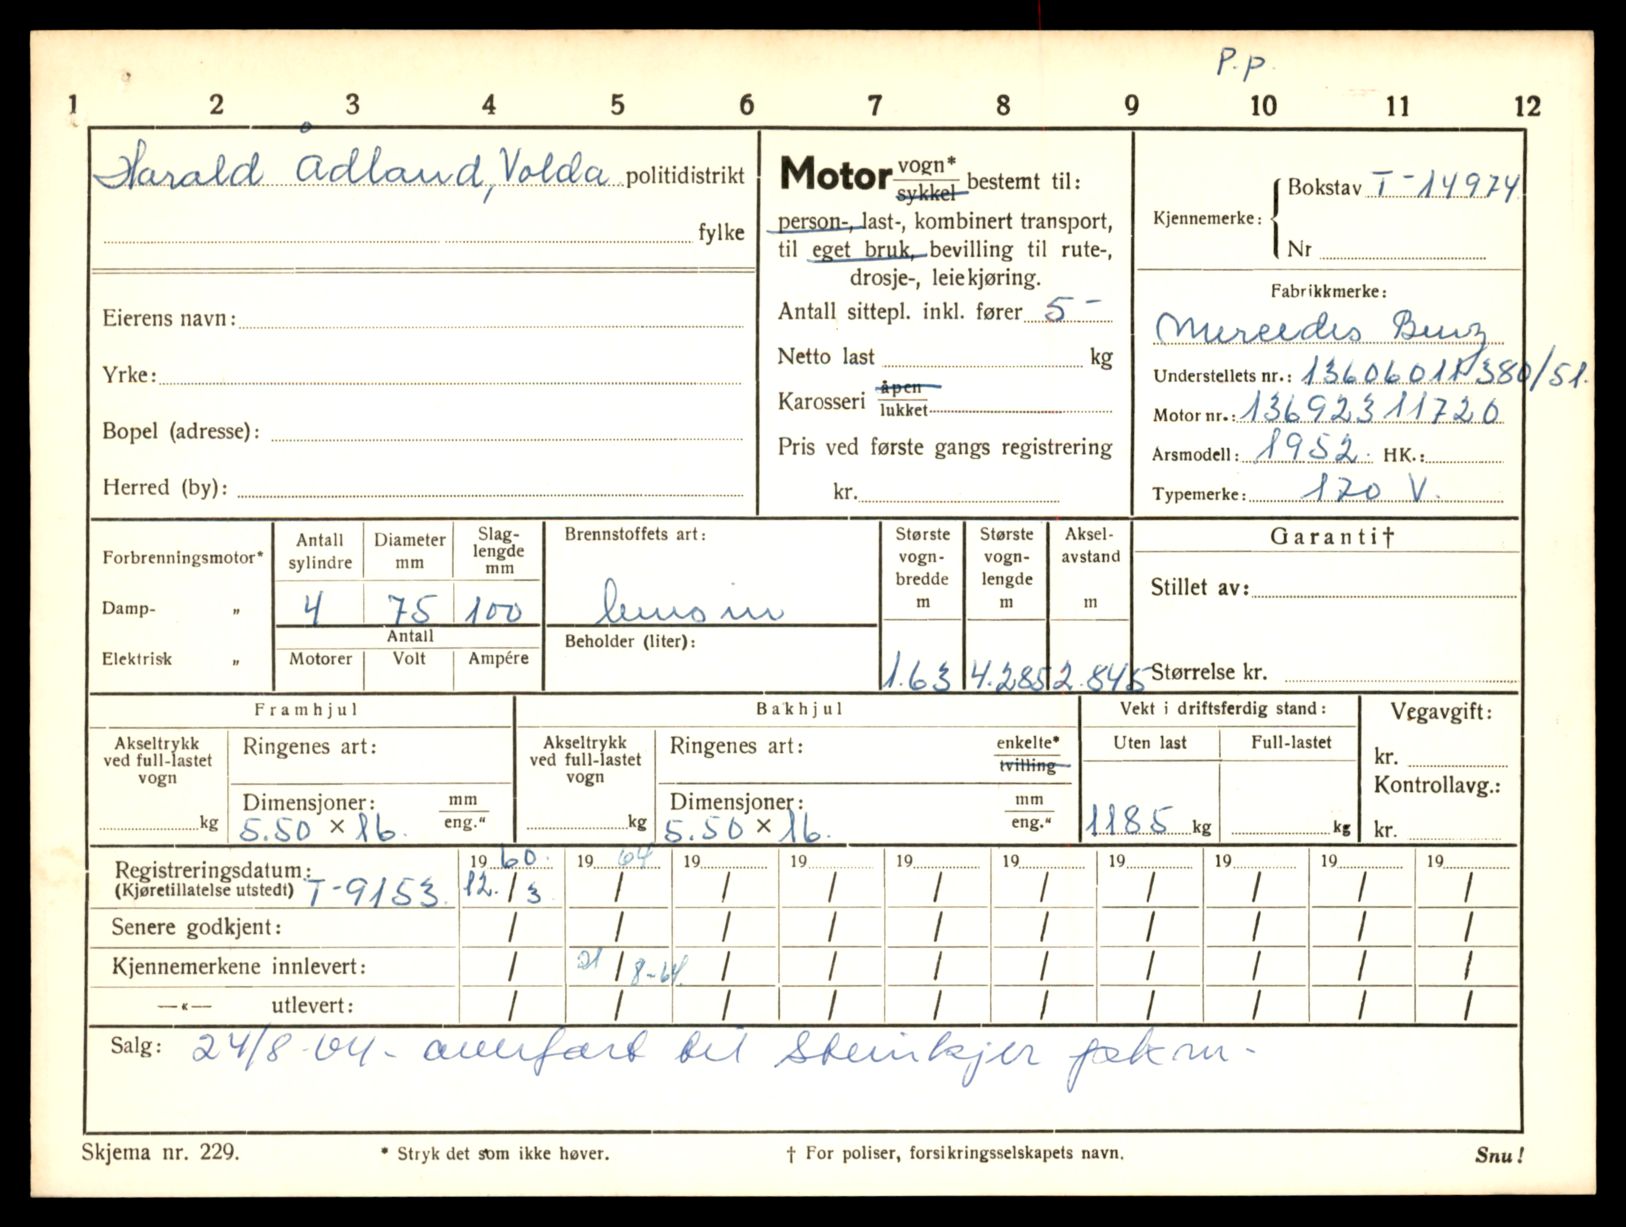 P.p.
1 2 3 4 5 6 7 8 9 10 11 12
Harald Ådland, Volda politidistrikt
fylke
Eierens navn:
Yrke:
Bopel (adresse):
Herred (by):
Motor vogn* sykkel bestemt til:
person-, last-, kombinert transport,
til eget bruk, bevilling til rute-,
drosje-, leiekjøring.
Antall sittepl. inkl. fører 5-
Netto last kg
Karosseri åpen lukket
Pris ved første gangs registrering
kr.
Kjennemerke: Bokstav T-14974
Nr
Fabrikkmerke:
Mercedes Benz
Understellets nr.: 13606011380/51.
Motor nr.: 13692311720
Årsmodell: 1952. HK.:
Typemerke: 170 V.
Forbrenningsmotor*
Damp- "
Elektrisk "
Antall sylindre
Diameter mm
Slag-lengde mm
4 75 100
Antall
Motorer Volt Ampére
Brennstoffets art:
bensin
Beholder (liter):
Største vogn-bredde m
Største vogn-lengde m
Aksel-avstand m
1.63 4.285 2.845
Garanti†
Stillet av:
Størrelse kr.
Framhjul
Akseltrykk ved full-lastet vogn
kg
Ringenes art:
Dimensjoner: mm eng."
5.50 × 16.
Bakhjul
Akseltrykk ved full-lastet vogn
kg
Ringenes art: enkelte* tvilling
Dimensjoner: mm eng."
5.50 × 16.
Vekt i driftsferdig stand:
Uten last Full-lastet
1185 kg kg
Vegavgift:
kr.
Kontrollavg.:
kr.
19 60. 19 64 19 19 19 19 19 19 19 19
Registreringsdatum:
(Kjøretillatelse utstedt) T-9153. 12. / 3 / / / / / / / / /
Senere godkjent: / / / / / / / / / /
Kjennemerkene innlevert: / 21 / 8-64. / / / / / / / /
—«— utlevert: / / / / / / / / / /
Salg: 24/8-64 - overført til Steinkjer
Skjema nr. 229.
* Stryk det som ikke høver.
† For poliser, forsikringsselskapets navn.
Snu!